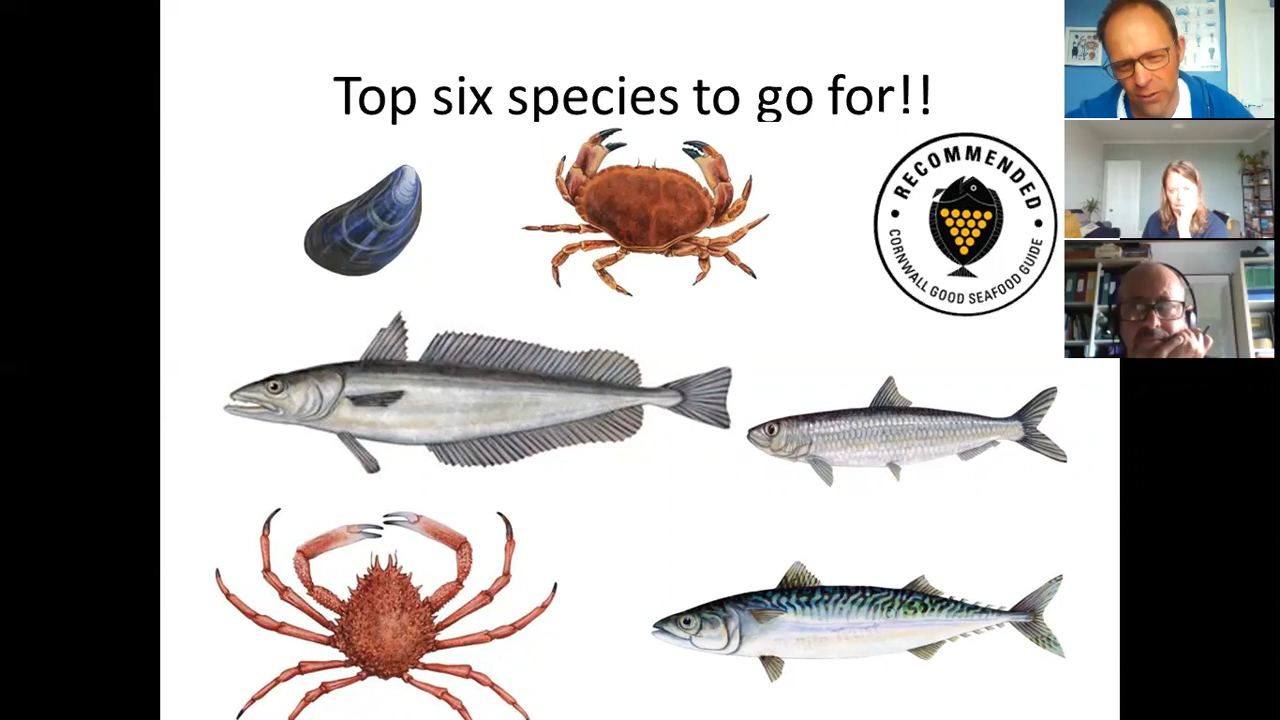 Top six species to go for!!
RECOMMENDED
CORNWALL GOOD SEAFOOD GUIDE